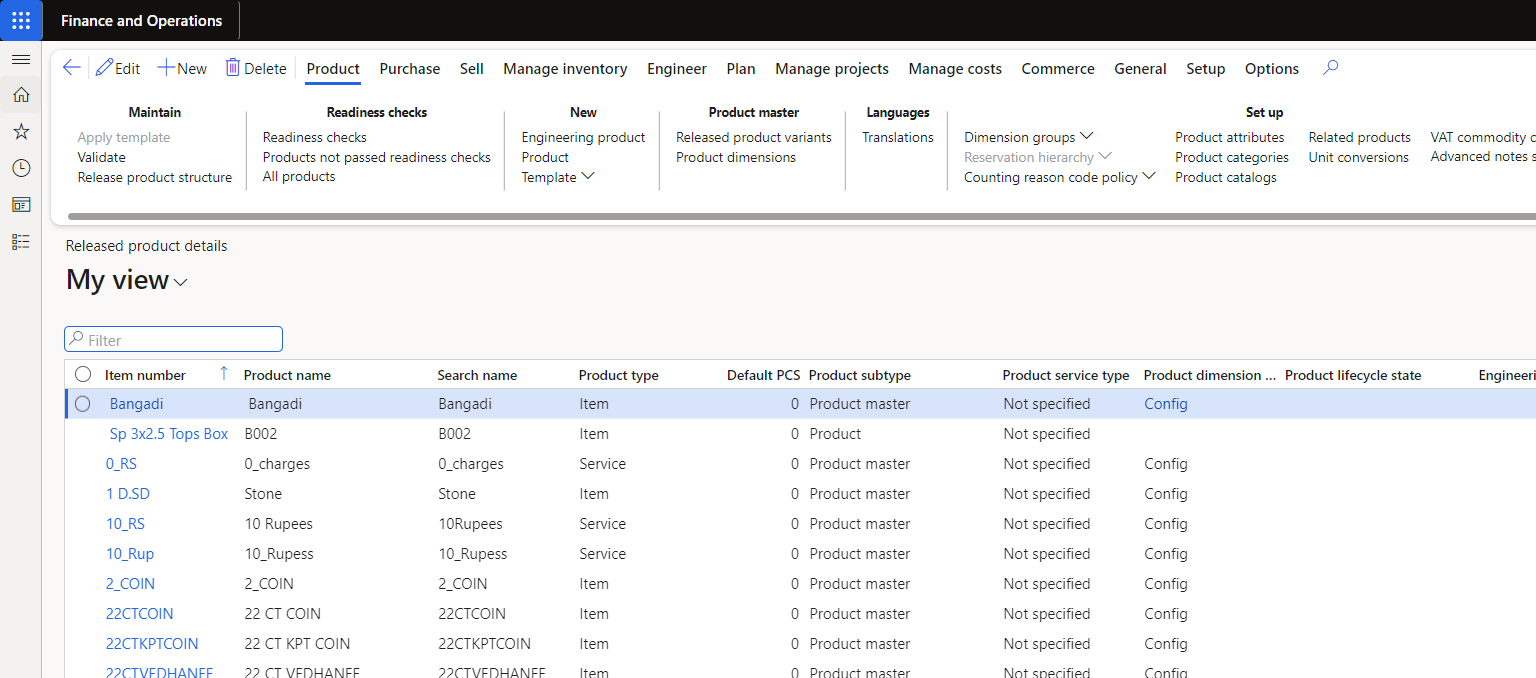 Finance and Operations
Edit New Delete Product Purchase Sell Manage inventory Engineer Plan Manage projects Manage costs Commerce General Setup Options
Maintain
Apply template
Validate
Release product structure
Readiness checks
Readiness checks
Products not passed readiness checks
All products
New
Engineering product
Product
Template
Product master
Released product variants
Product dimensions
Languages
Translations
Set up
Dimension groups
Reservation hierarchy
Counting reason code policy
Product attributes
Product categories
Product catalogs
Related products
Unit conversions
VAT commodity c
Advanced notes s
Released product details
My view
Filter
Item number Product name Search name Product type Default PCS Product subtype Product service type Product dimension ... Product lifecycle state Engineeri
Bangadi Bangadi Bangadi Item 0 Product master Not specified Config
Sp 3x2.5 Tops Box B002 B002 Item 0 Product Not specified
0_RS 0_charges 0_charges Service 0 Product master Not specified Config
1 D.SD Stone Stone Item 0 Product master Not specified Config
10_RS 10 Rupees 10Rupees Service 0 Product master Not specified Config
10_Rup 10_Rupess 10_Rupess Service 0 Product master Not specified Config
2_COIN 2_COIN 2_COIN Item 0 Product master Not specified Config
22CTCOIN 22 CT COIN 22CTCOIN Item 0 Product master Not specified Config
22CTKPTCOIN 22 CT KPT COIN 22CTKPTCOIN Item 0 Product master Not specified Config
Item 0 Product master Not specified Config